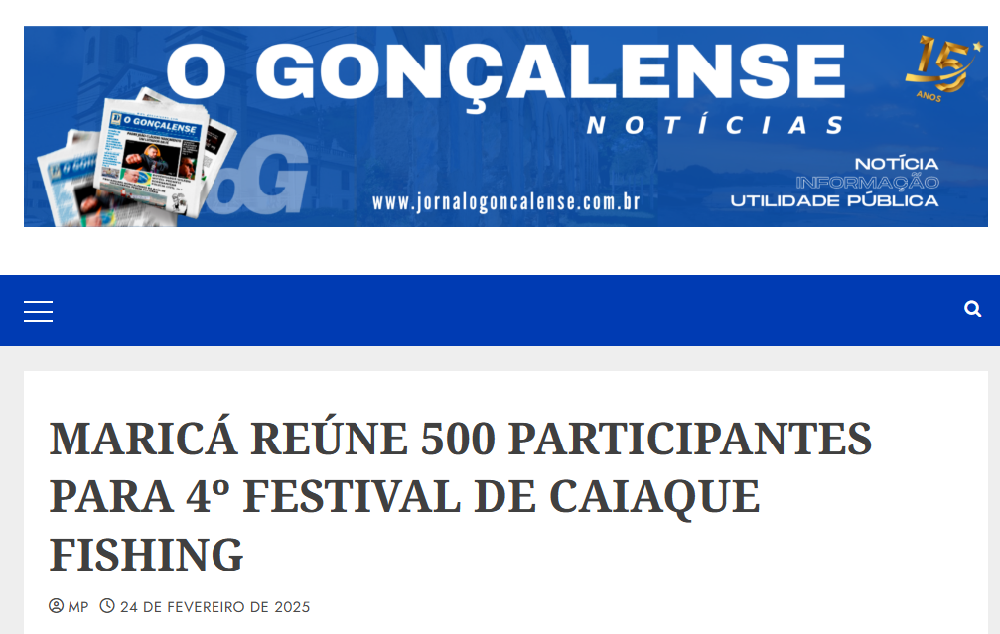 O GONÇALENSE
NOTÍCIAS
15
ANOS
O GONÇALENSE
oG
NOTÍCIA
INFORMAÇÃO
UTILIDADE PÚBLICA
www.jornalogoncalense.com.br
MARICÁ REÚNE 500 PARTICIPANTES
PARA 4º FESTIVAL DE CAIAQUE
FISHING
MP 24 DE FEVEREIRO DE 2025